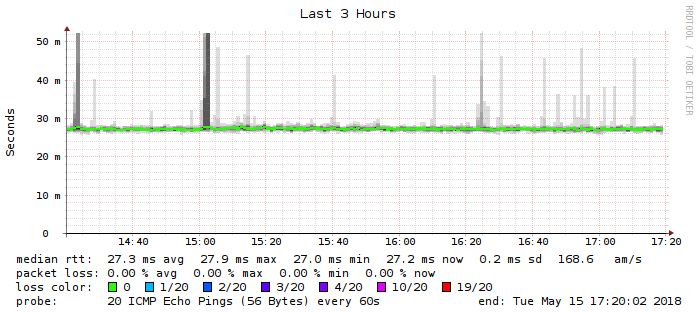 Last 3 Hours
RRDTOOL / TOBI OETIKER
Seconds
50 m
40 m
30 m
20 m
10 m
0
14:40 15:00 15:20 15:40 16:00 16:20 16:40 17:00 17:20
median rtt: 27.3 ms avg 27.9 ms max 27.0 ms min 27.2 ms now 0.2 ms sd 168.6 am/s
packet loss: 0.00 % avg 0.00 % max 0.00 % min 0.00 % now
loss color: 0 1/20 2/20 3/20 4/20 10/20 19/20
probe: 20 ICMP Echo Pings (56 Bytes) every 60s end: Tue May 15 17:20:02 2018